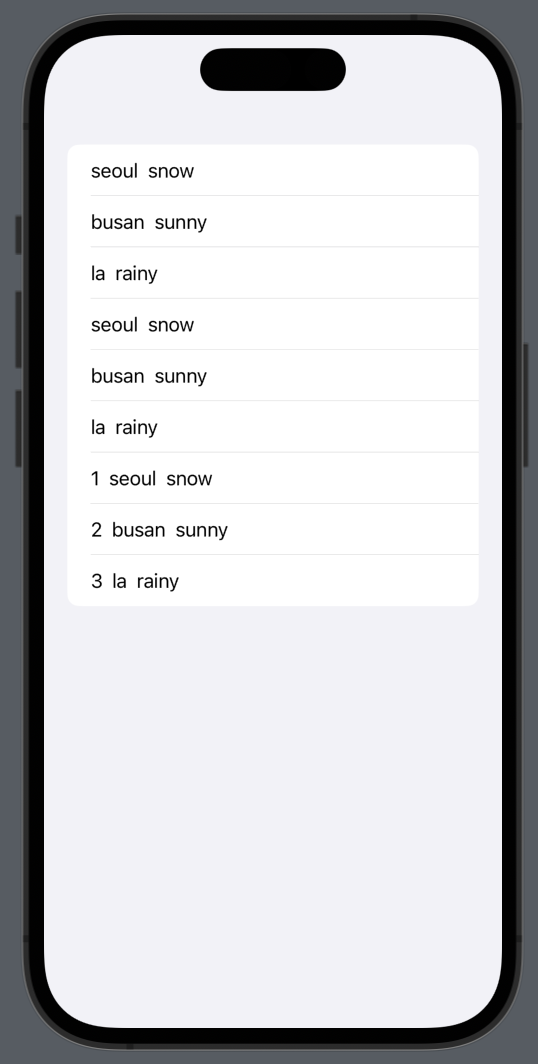 seoul snow
busan sunny
la rainy
seoul snow
busan sunny
la rainy
1 seoul snow
2 busan sunny
3 la rainy